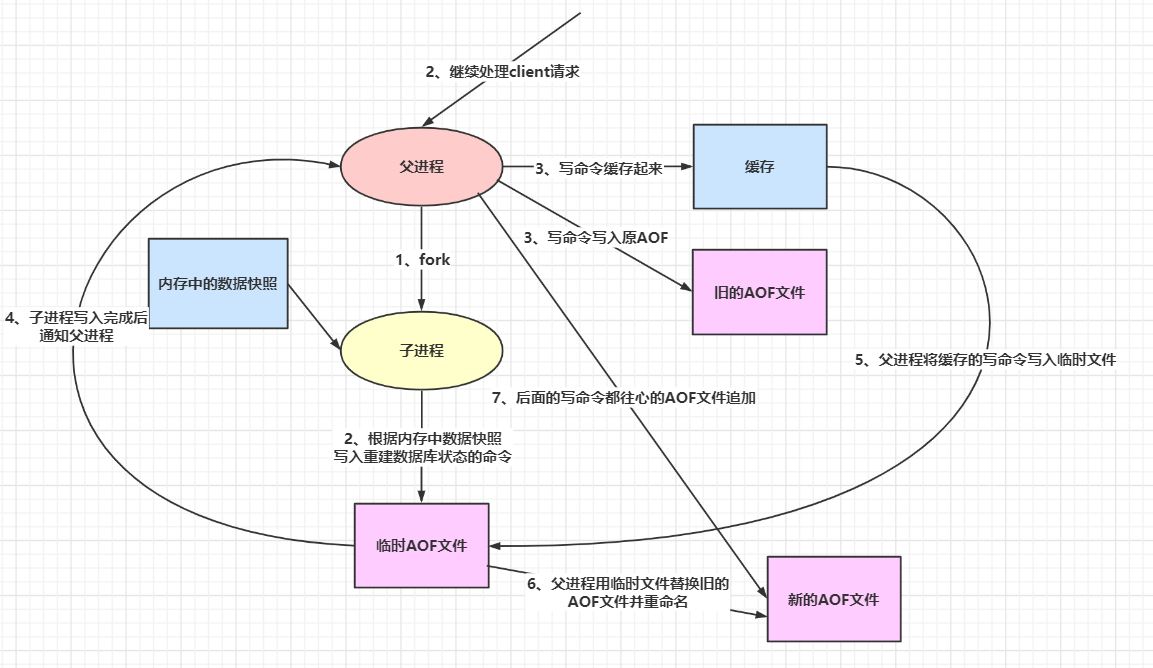 2、继续处理client请求
父进程
3、写命令缓存起来
缓存
3、写命令写入原AOF
1、fork
内存中的数据快照
旧的AOF文件
4、子进程写入完成后
通知父进程
子进程
5、父进程将缓存的写命令写入临时文件
7、后面的写命令都往心的AOF文件追加
2、根据内存中数据快照
写入重建数据库状态的命令
临时AOF文件
6、父进程用临时文件替换旧的
AOF文件并重命名
新的AOF文件